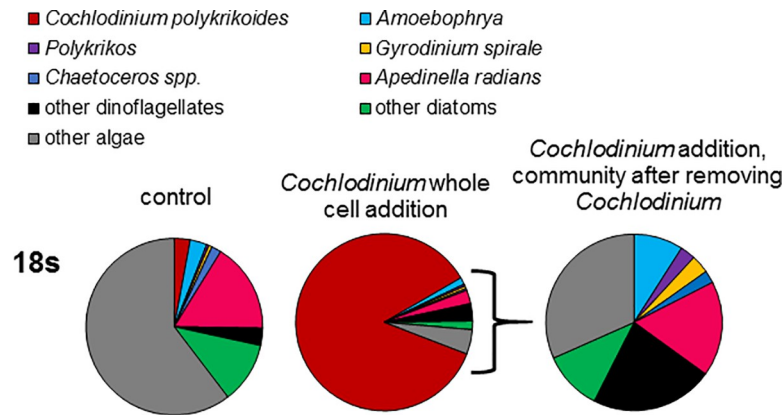 Cochlodinium polykrikoides
Amoebophrya
Polykrikos
Gyrodinium spirale
Chaetoceros spp.
Apedinella radians
other dinoflagellates
other diatoms
other algae
control
Cochlodinium whole
cell addition
Cochlodinium addition,
community after removing
Cochlodinium
18s